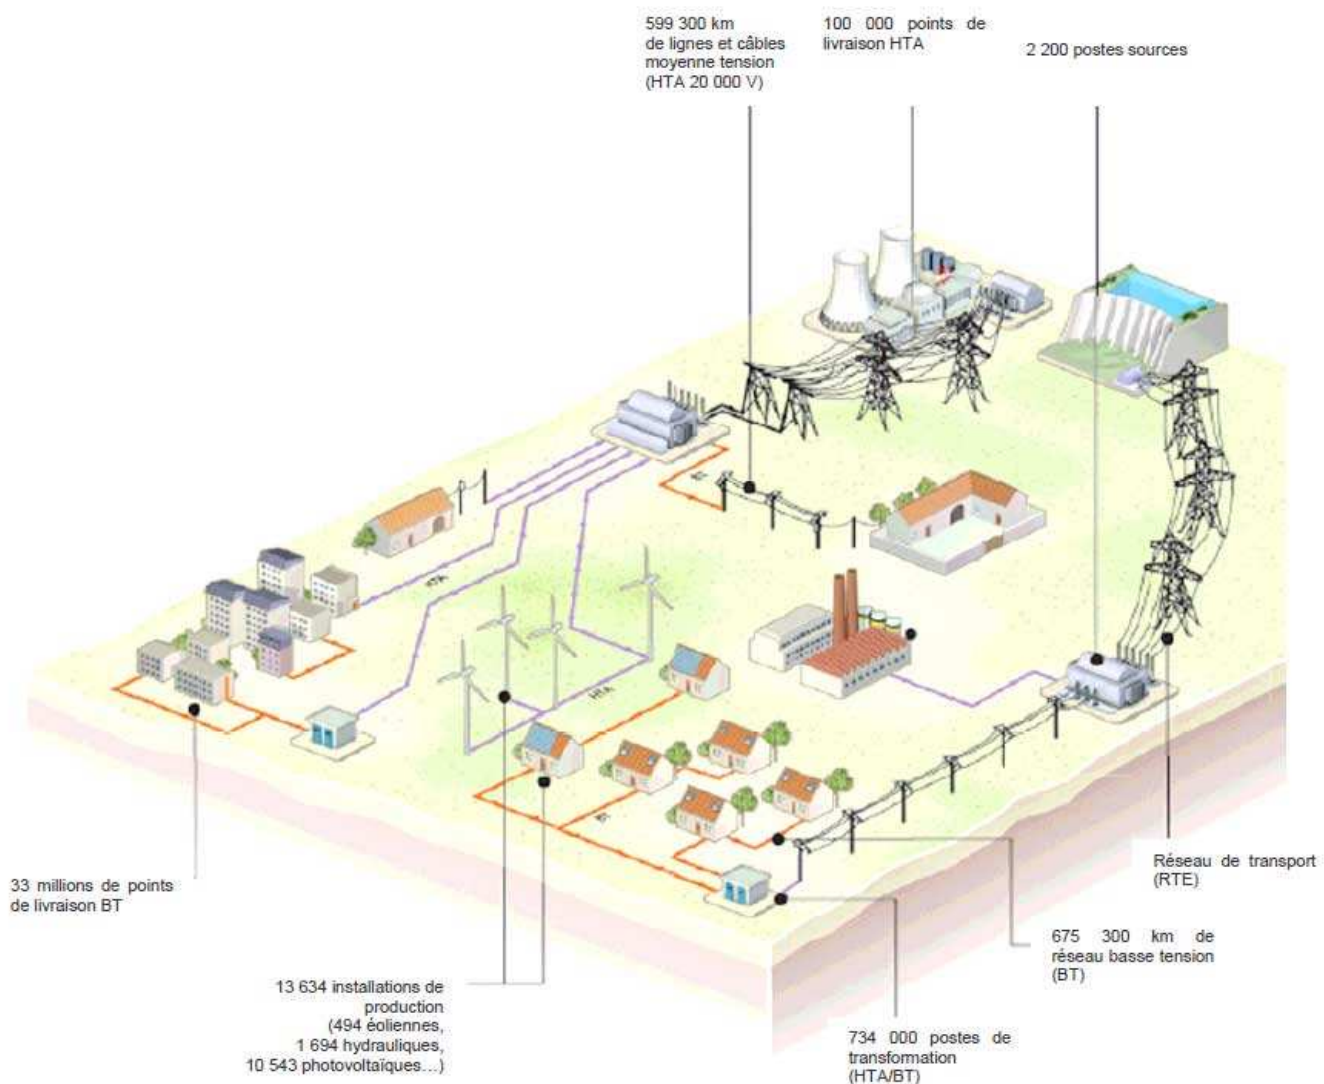 599 300 km
de lignes et câbles
moyenne tension
(HTA 20 000 V)
100 000 points de
livraison HTA
2 200 postes sources
BT
HTA
HTA
BT
33 millions de points
de livraison BT
13 634 installations de
production
(494 éoliennes,
1 694 hydrauliques,
10 543 photovoltaïques…)
Réseau de transport
(RTE)
675 300 km de
réseau basse tension
(BT)
734 000 postes de
transformation
(HTA/BT)